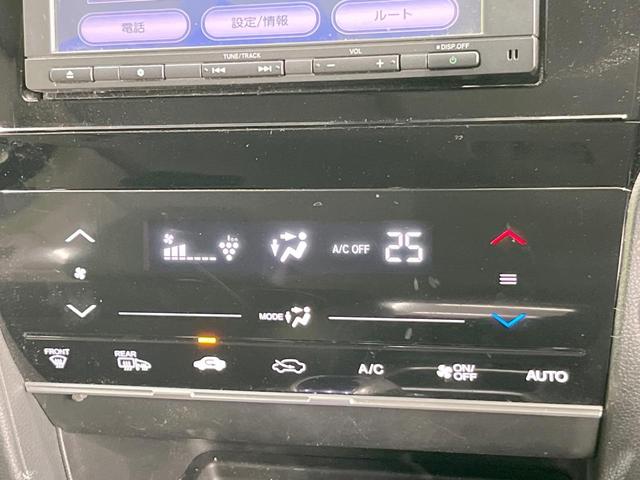 電話 設定/情報 ルート
TUNE/TRACK VOL DISP.OFF
A/C OFF 25
MODE
FRONT REAR A/C ON/OFF AUTO